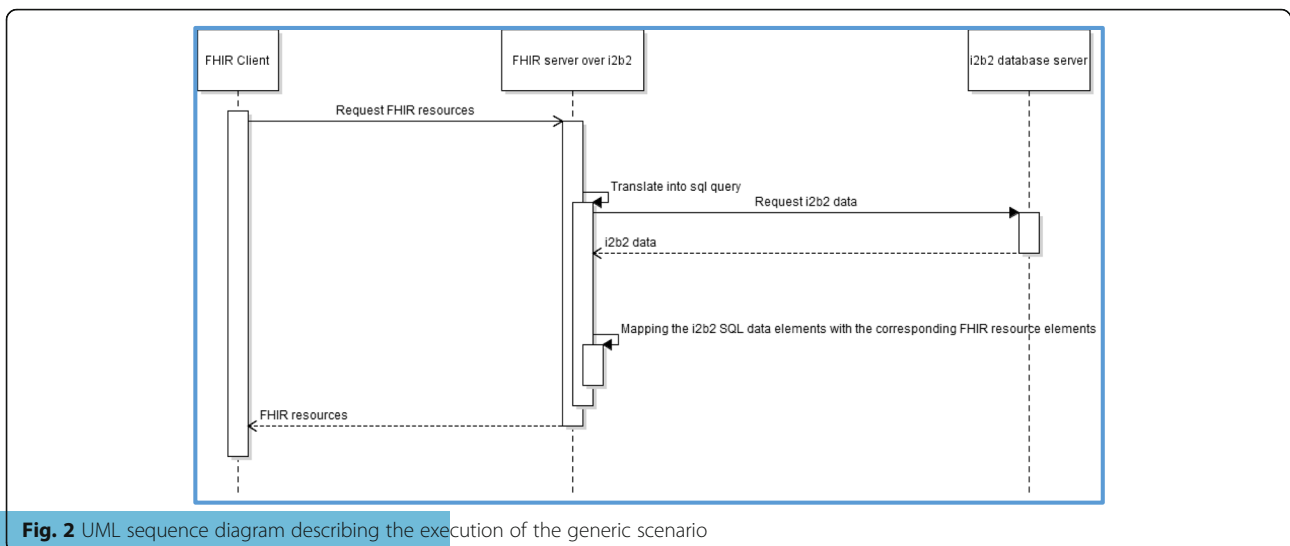 FHIR Client
FHIR server over i2b2
i2b2 database server
Request FHIR resources
Translate into sql query
Request i2b2 data
i2b2 data
Mapping the i2b2 SQL data elements with the corresponding FHIR resource elements
FHIR resources
Fig. 2 UML sequence diagram describing the execution of the generic scenario